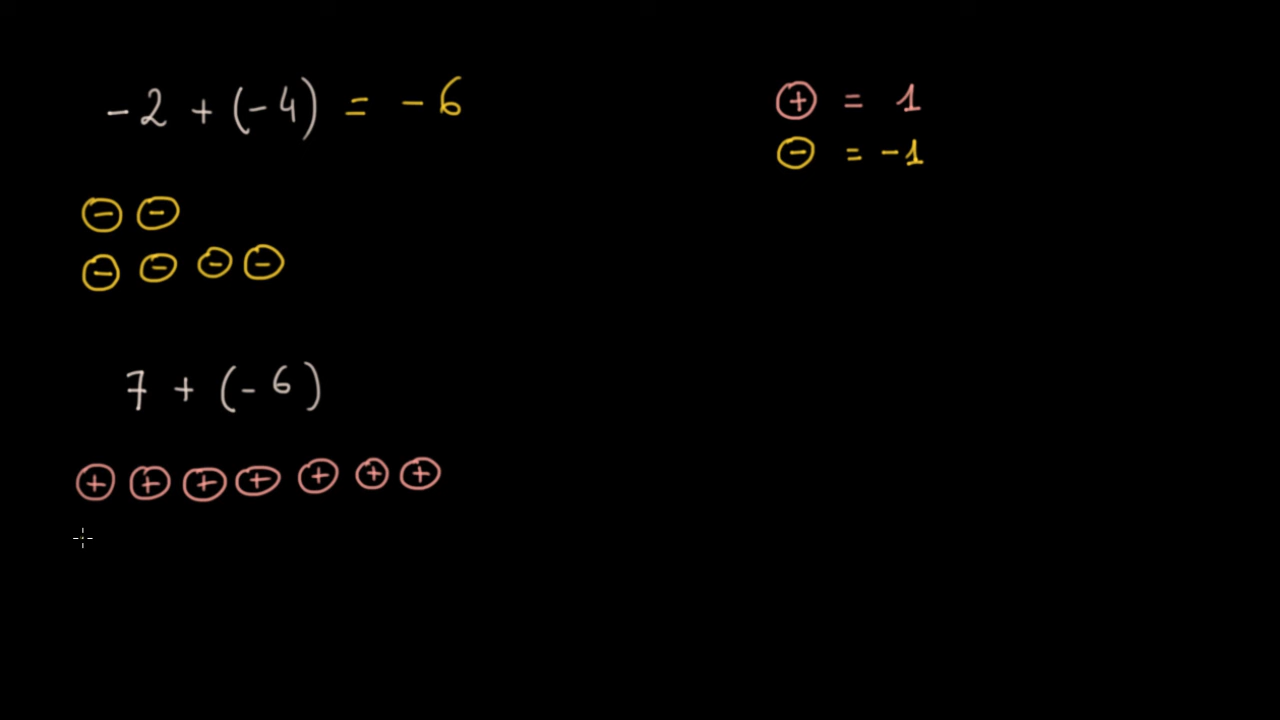 -2 + (-4) = -6
⊕ = 1
⊖ = -1
⊖ ⊖
⊖ ⊖ ⊖ ⊖
7 + (-6)
⊕ ⊕ ⊕ ⊕ ⊕ ⊕ ⊕